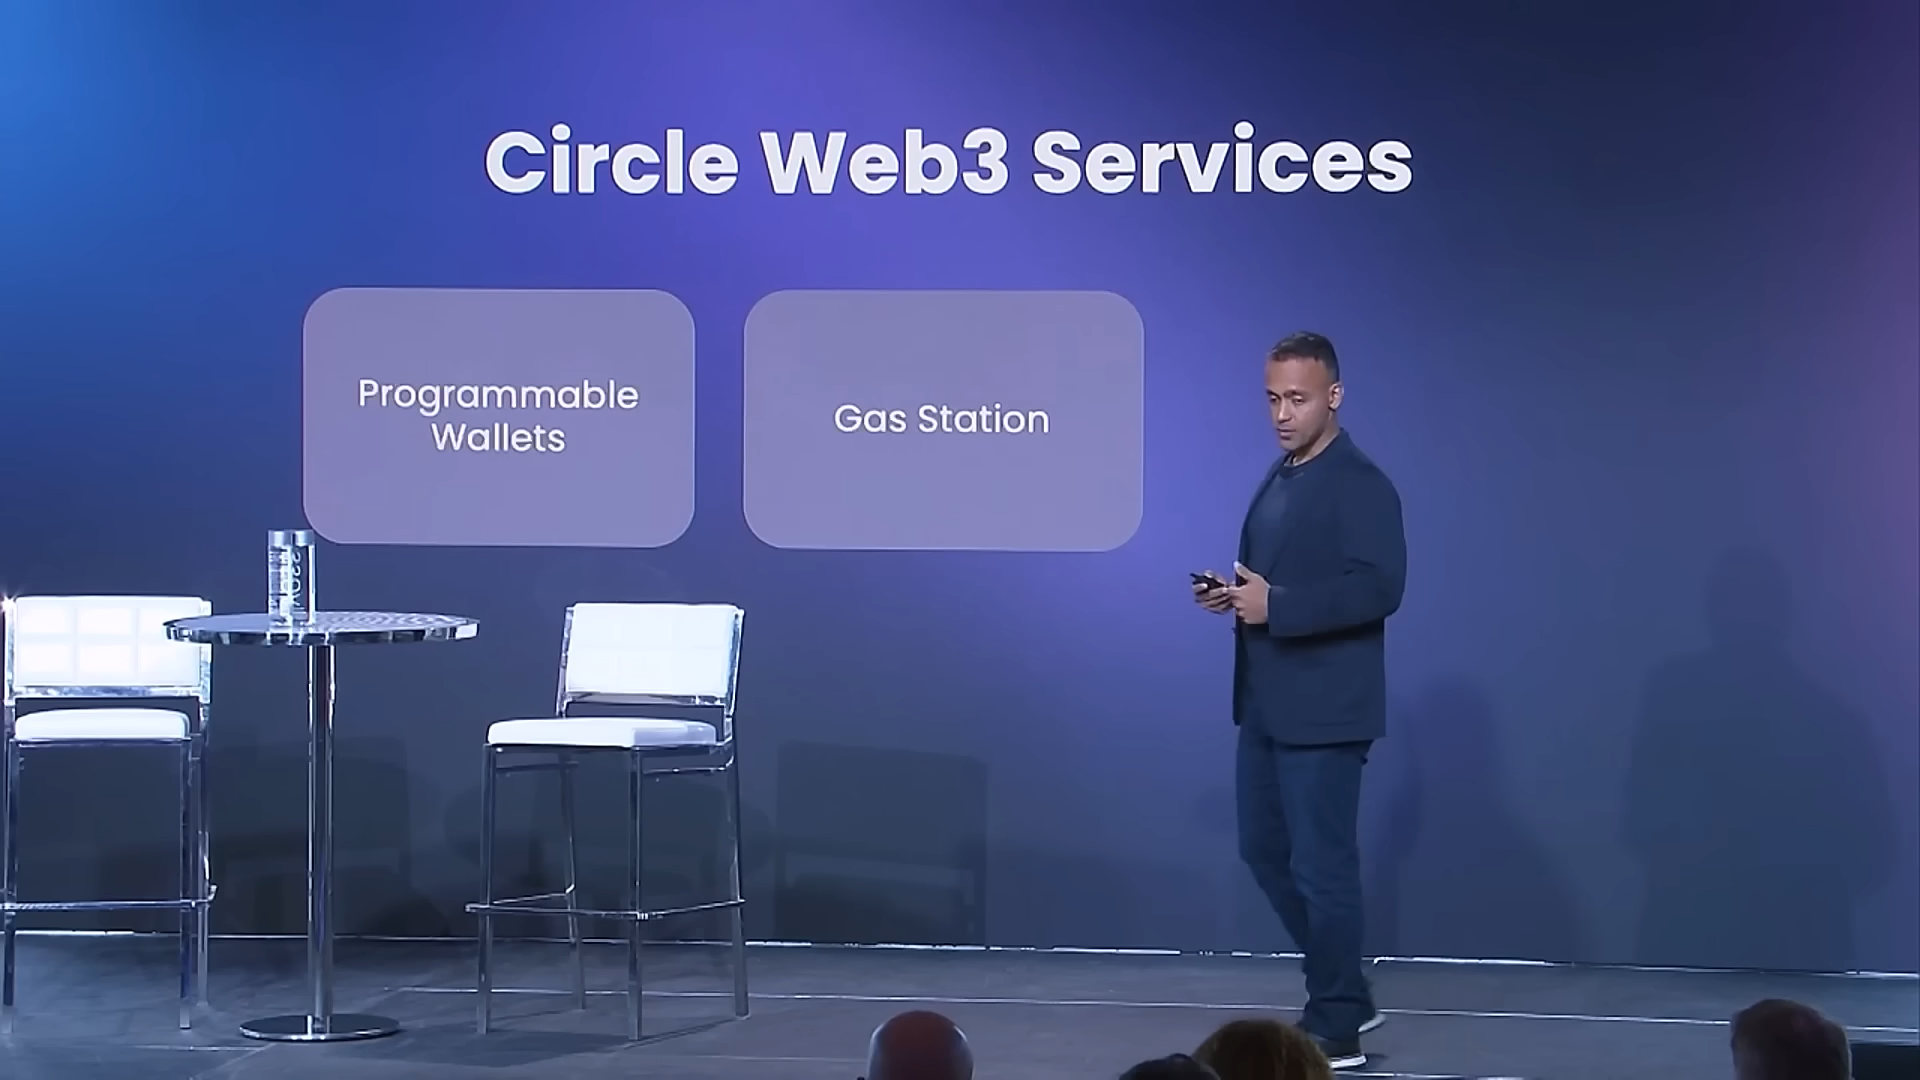 Circle Web3 Services
Programmable
Wallets
Gas Station